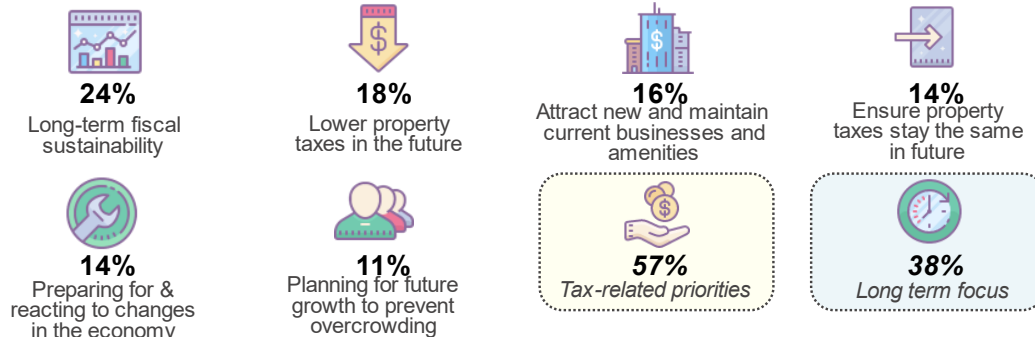 24%
Long-term fiscal
sustainability
18%
Lower property
taxes in the future
16%
Attract new and maintain
current businesses and
amenities
14%
Ensure property
taxes stay the same
in future
14%
Preparing for &
reacting to changes
in the economy
11%
Planning for future
growth to prevent
overcrowding
57%
Tax-related priorities
38%
Long term focus